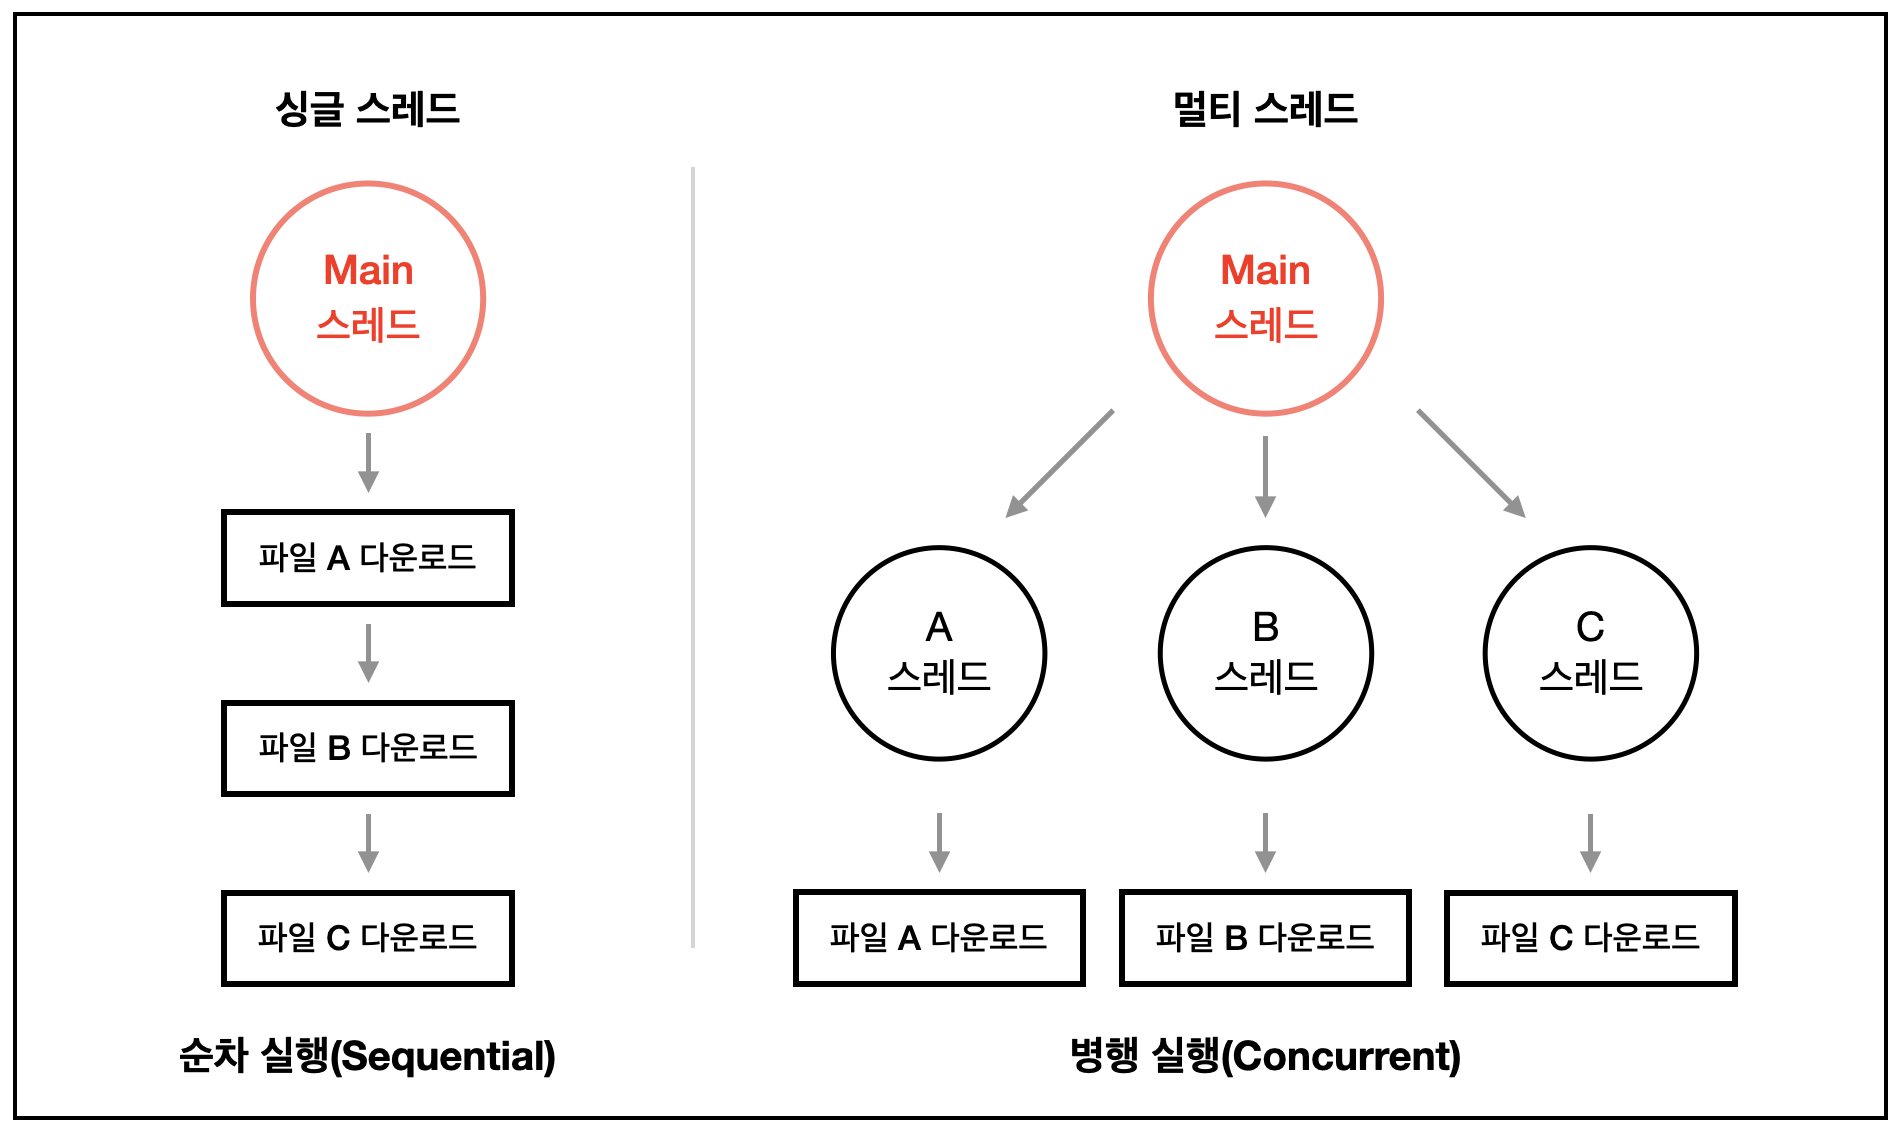 싱글 스레드
Main
스레드
파일 A 다운로드
파일 B 다운로드
파일 C 다운로드
순차 실행(Sequential)
멀티 스레드
Main
스레드
A
스레드
B
스레드
C
스레드
파일 A 다운로드
파일 B 다운로드
파일 C 다운로드
병행 실행(Concurrent)